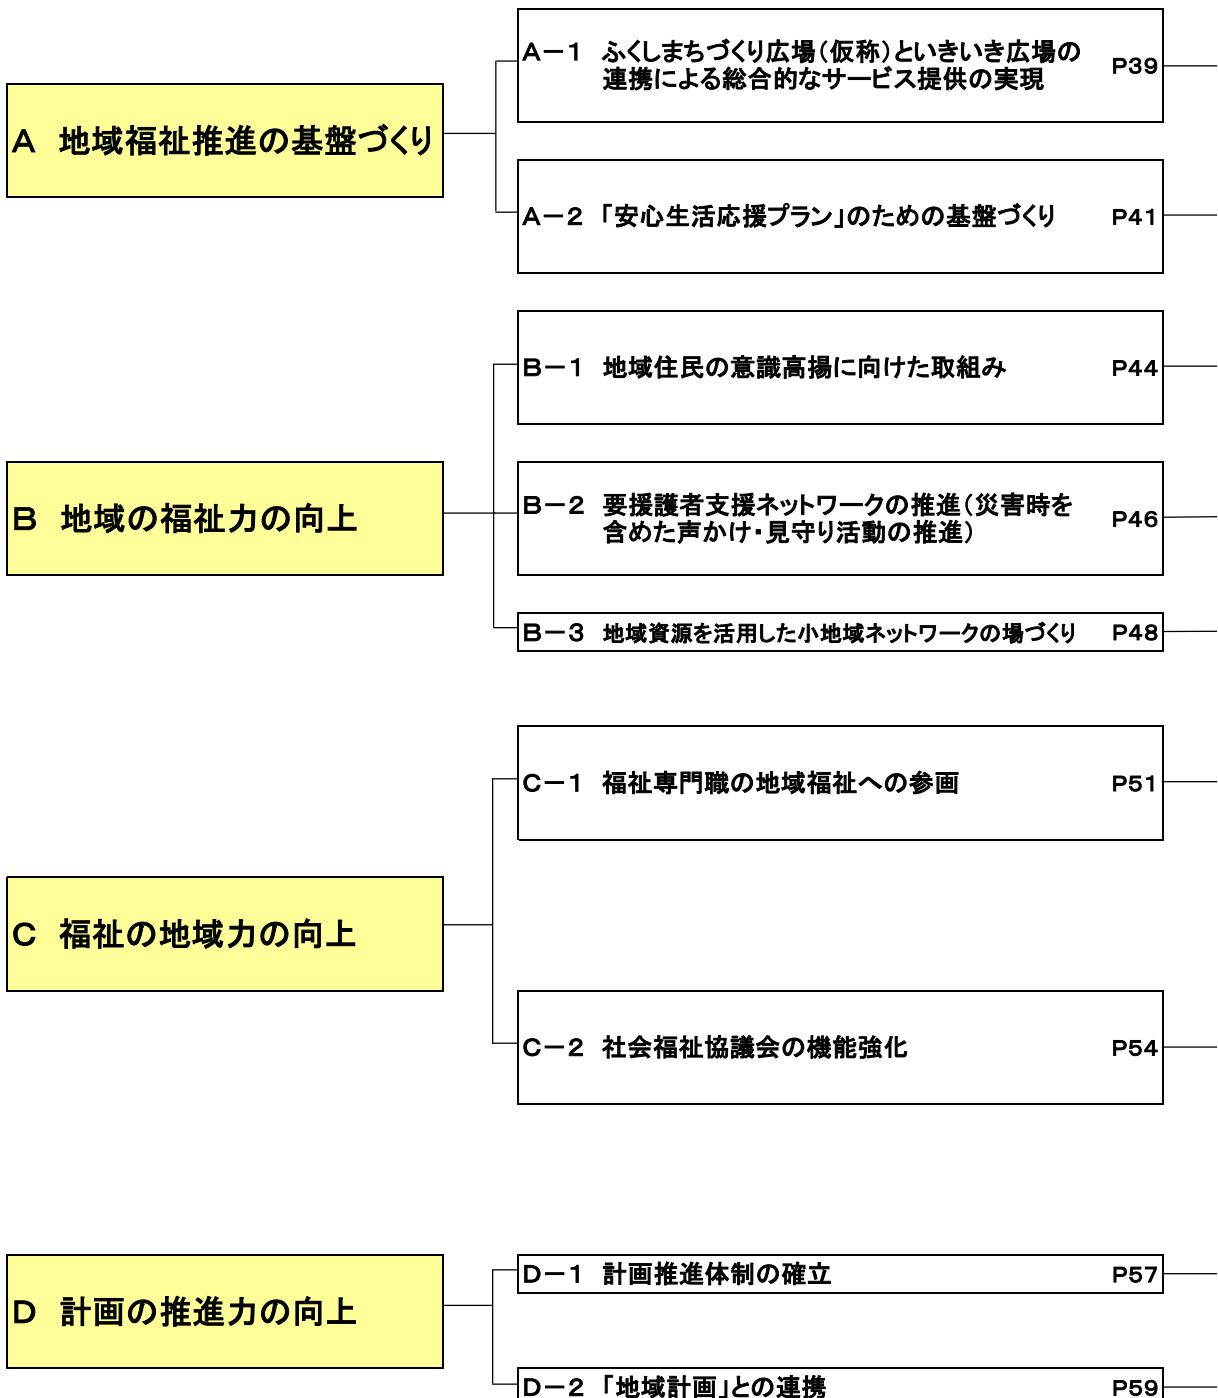 A 地域福祉推進の基盤づくり
A－1 ふくしまちづくり広場(仮称)といきいき広場の
連携による総合的なサービス提供の実現 P39
A－2 「安心生活応援プラン」のための基盤づくり P41
B 地域の福祉力の向上
B－1 地域住民の意識高揚に向けた取組み P44
B－2 要援護者支援ネットワークの推進(災害時を
含めた声かけ・見守り活動の推進) P46
B－3 地域資源を活用した小地域ネットワークの場づくり P48
C 福祉の地域力の向上
C－1 福祉専門職の地域福祉への参画 P51
C－2 社会福祉協議会の機能強化 P54
D 計画の推進力の向上
D－1 計画推進体制の確立 P57
D－2 「地域計画」との連携 P59